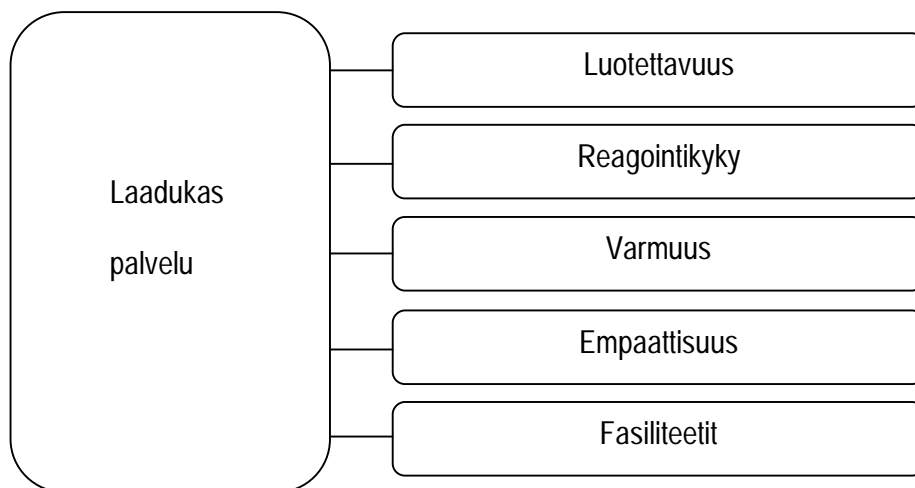 Laadukas
palvelu
Luotettavuus
Reagointikyky
Varmuus
Empaattisuus
Fasiliteetit